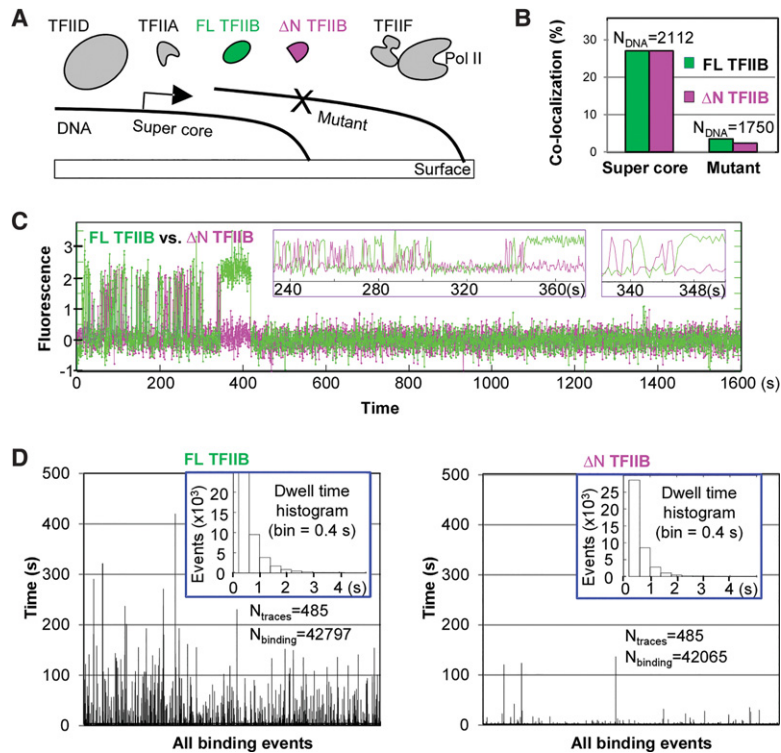 A
TFIID TFIIA FL TFIIB ΔN TFIIB TFIIF
Pol II
DNA Super core Mutant
Surface
B
Co-localization (%)
30
20
10
0
N_DNA=2112
FL TFIIB
ΔN TFIIB
N_DNA=1750
Super core Mutant
C
FL TFIIB vs. ΔN TFIIB
Fluorescence
3
2
1
0
-1
0 200 400 600 800 1000 1200 1400 1600 (s)
Time
240 280 320 360(s)
340 348(s)
D
FL TFIIB
Time (s)
500
400
300
200
100
0
Events (x10³)
20
15
10
5
0
0 1 2 3 4 (s)
Dwell time
histogram
(bin = 0.4 s)
N_traces=485
N_binding=42797
All binding events
ΔN TFIIB
Time (s)
500
400
300
200
100
0
Events (x10³)
25
20
15
10
5
0
0 1 2 3 4 (s)
Dwell time
histogram
(bin = 0.4 s)
N_traces=485
N_binding=42065
All binding events